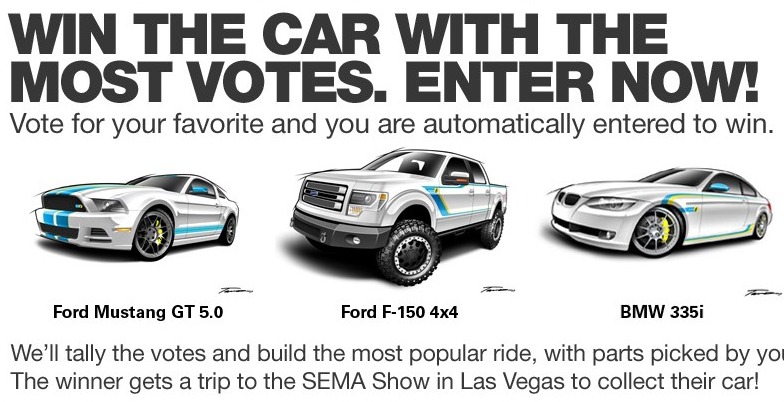 WIN THE CAR WITH THE
MOST VOTES. ENTER NOW!
Vote for your favorite and you are automatically entered to win.
Ford Mustang GT 5.0
Ford F-150 4x4
BMW 335i
We'll tally the votes and build the most popular ride, with parts picked by you
The winner gets a trip to the SEMA Show in Las Vegas to collect their car!